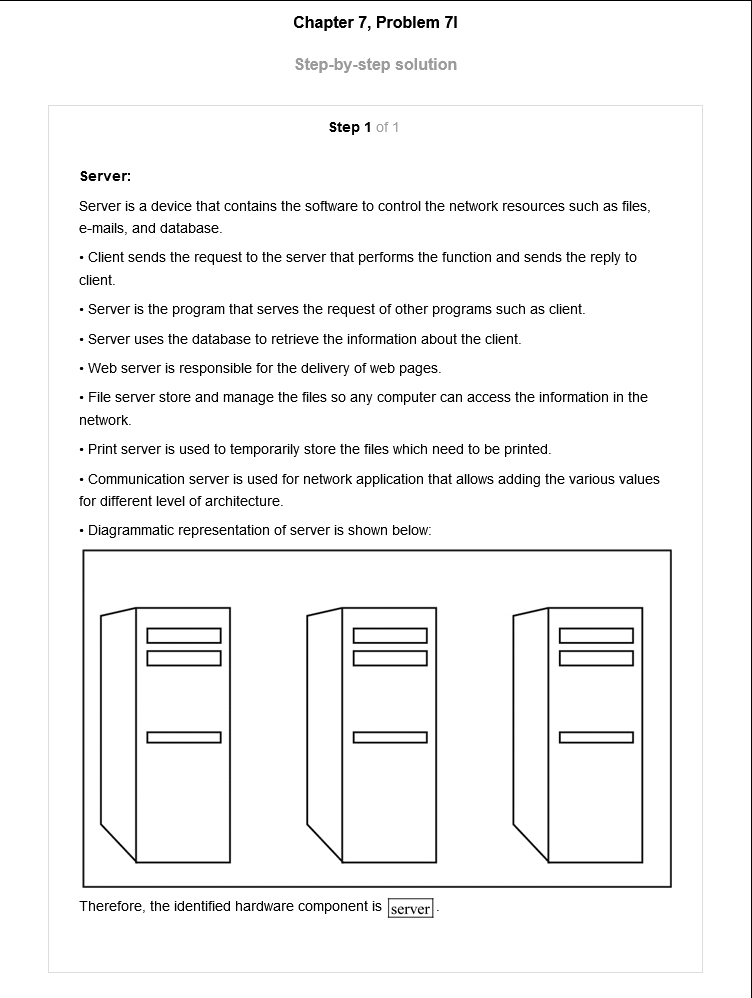 Chapter 7, Problem 7I
Step-by-step solution
Step 1 of 1
Server:
Server is a device that contains the software to control the network resources such as files,
e-mails, and database.
• Client sends the request to the server that performs the function and sends the reply to
client.
• Server is the program that serves the request of other programs such as client.
• Server uses the database to retrieve the information about the client.
• Web server is responsible for the delivery of web pages.
• File server store and manage the files so any computer can access the information in the
network.
• Print server is used to temporarily store the files which need to be printed.
• Communication server is used for network application that allows adding the various values
for different level of architecture.
• Diagrammatic representation of server is shown below:
Therefore, the identified hardware component is server.